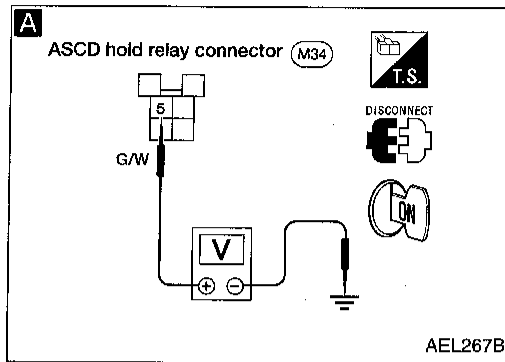 A
ASCD hold relay connector M34
T.S.
5
DISCONNECT
G/W
ON
V
+ -
AEL267B